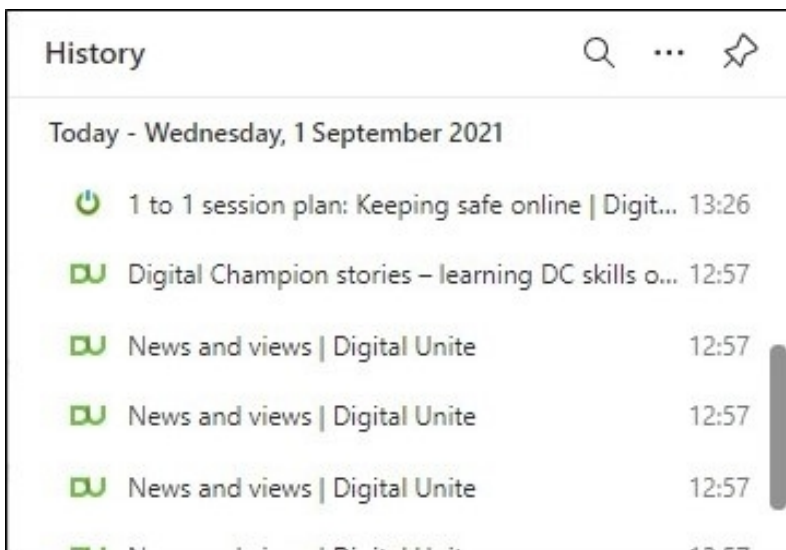 History
Today - Wednesday, 1 September 2021
1 to 1 session plan: Keeping safe online | Digit... 13:26
DU Digital Champion stories – learning DC skills o... 12:57
DU News and views | Digital Unite 12:57
DU News and views | Digital Unite 12:57
DU News and views | Digital Unite 12:57